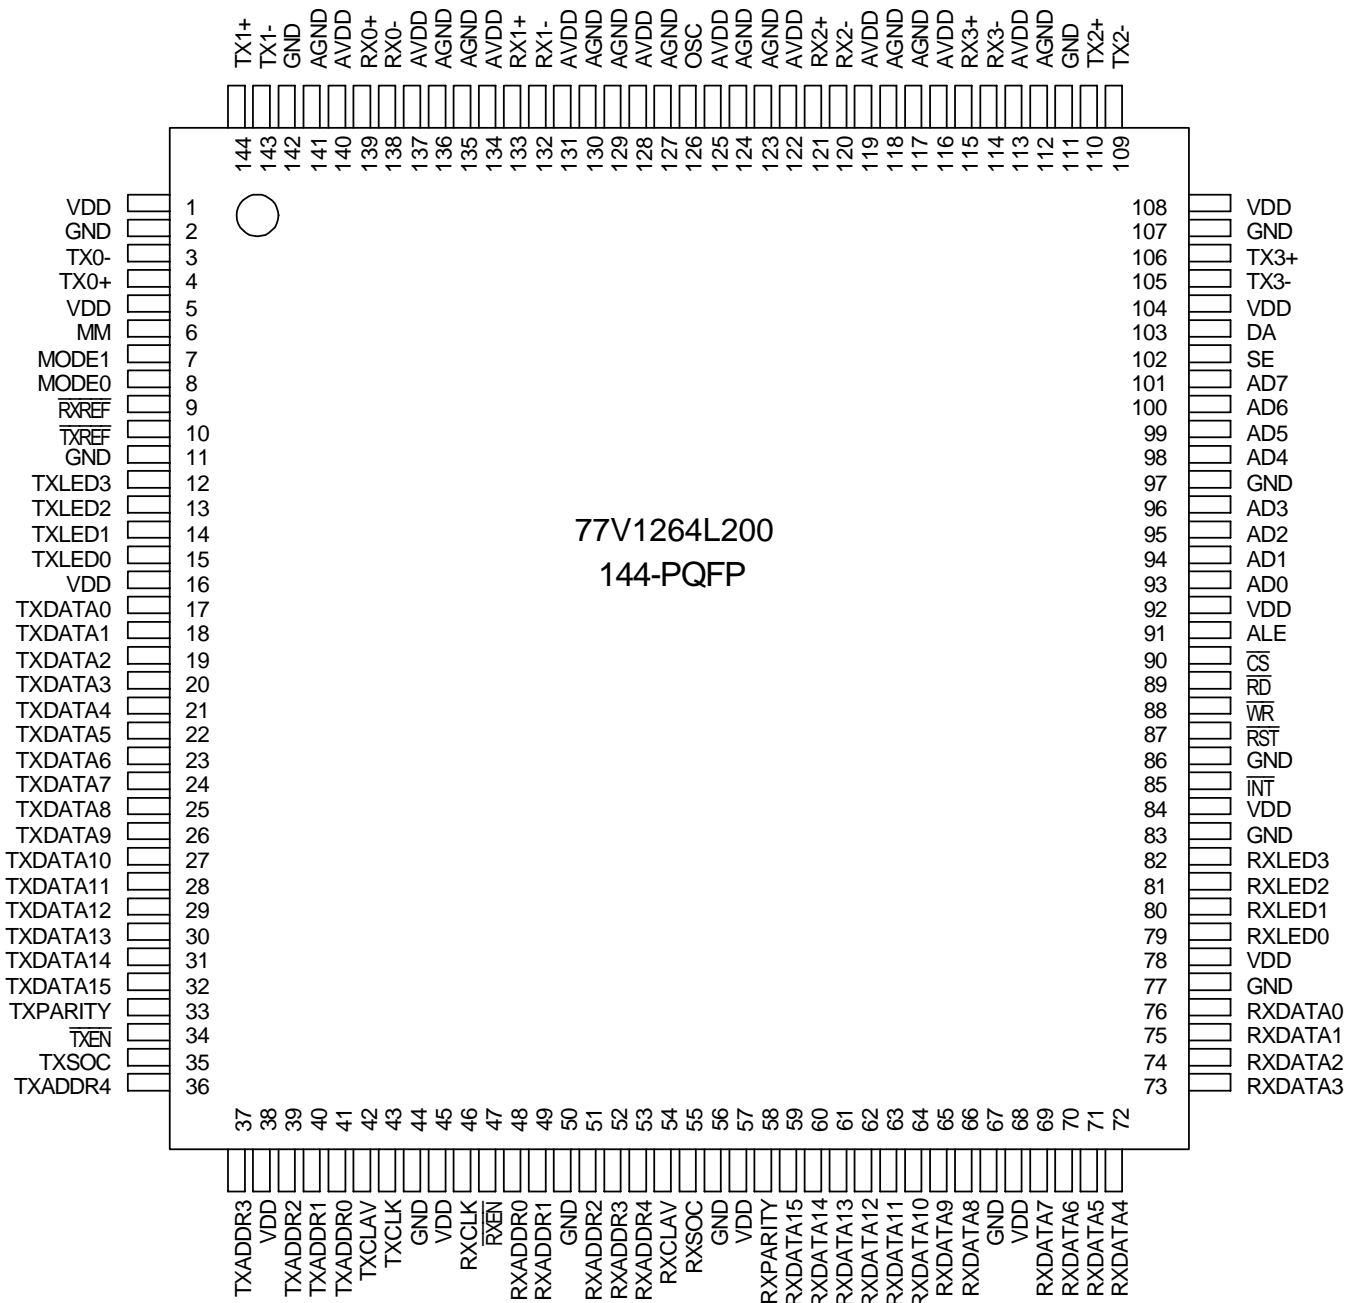 TX1+ TX1- GND AGND AVDD RX0+ RX0- AVDD AGND AGND AVDD RX1+ RX1- AVDD AGND AGND AVDD AGND OSC AVDD AGND AGND AVDD RX2+ RX2- AVDD AGND AGND AVDD RX3+ RX3- AVDD AGND GND TX2+ TX2-
144 143 142 141 140 139 138 137 136 135 134 133 132 131 130 129 128 127 126 125 124 123 122 121 120 119 118 117 116 115 114 113 112 111 110 109
VDD 1 108 VDD
GND 2 107 GND
TX0- 3 106 TX3+
TX0+ 4 105 TX3-
VDD 5 104 VDD
MM 6 103 DA
MODE1 7 102 SE
MODE0 8 101 AD7
RXREF 9 100 AD6
TXREF 10 99 AD5
GND 11 98 AD4
TXLED3 12 97 GND
TXLED2 13 96 AD3
TXLED1 14 95 AD2
77V1264L200
TXLED0 15 94 AD1
144-PQFP
VDD 16 93 AD0
TXDATA0 17 92 VDD
TXDATA1 18 91 ALE
TXDATA2 19 90 CS
TXDATA3 20 89 RD
TXDATA4 21 88 WR
TXDATA5 22 87 RST
TXDATA6 23 86 GND
TXDATA7 24 85 INT
TXDATA8 25 84 VDD
TXDATA9 26 83 GND
TXDATA10 27 82 RXLED3
TXDATA11 28 81 RXLED2
TXDATA12 29 80 RXLED1
TXDATA13 30 79 RXLED0
TXDATA14 31 78 VDD
TXDATA15 32 77 GND
TXPARITY 33 76 RXDATA0
TXEN 34 75 RXDATA1
TXSOC 35 74 RXDATA2
TXADDR4 36 73 RXDATA3
37 38 39 40 41 42 43 44 45 46 47 48 49 50 51 52 53 54 55 56 57 58 59 60 61 62 63 64 65 66 67 68 69 70 71 72
TXADDR3 VDD TXADDR2 TXADDR1 TXADDR0 TXCLAV TXCLK GND VDD RXCLK RXEN RXADDR0 RXADDR1 GND RXADDR2 RXADDR3 RXADDR4 RXCLAV RXSOC GND VDD RXPARITY RXDATA15 RXDATA14 RXDATA13 RXDATA12 RXDATA11 RXDATA10 RXDATA9 RXDATA8 GND VDD RXDATA7 RXDATA6 RXDATA5 RXDATA4